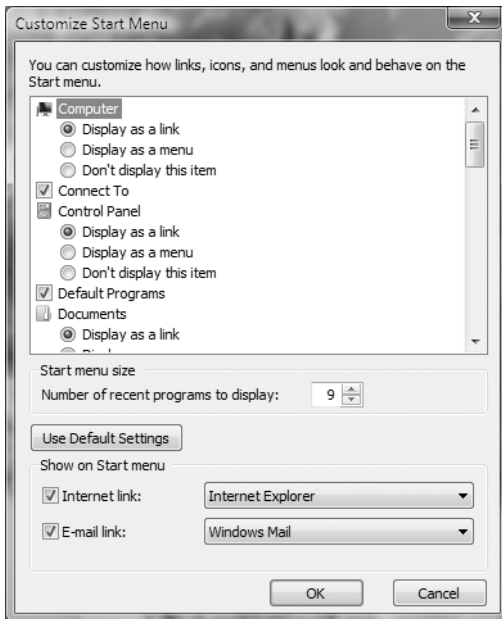 Customize Start Menu
You can customize how links, icons, and menus look and behave on the
Start menu.
Computer
Display as a link
Display as a menu
Don't display this item
Connect To
Control Panel
Display as a link
Display as a menu
Don't display this item
Default Programs
Documents
Display as a link
Start menu size
Number of recent programs to display: 9
Use Default Settings
Show on Start menu
Internet link: Internet Explorer
E-mail link: Windows Mail
OK Cancel